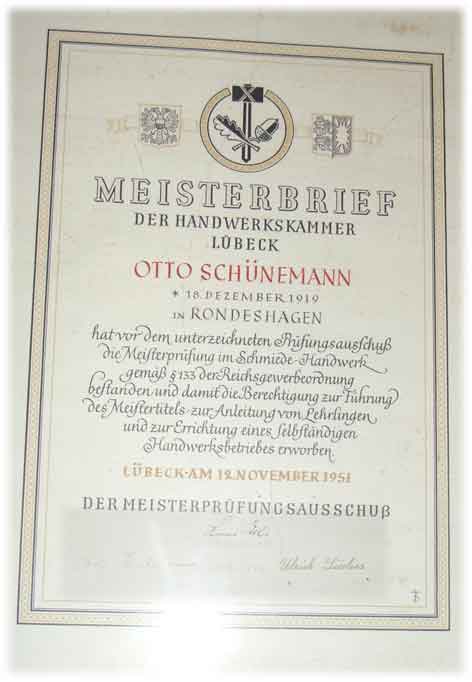 MEISTERBRIEF
DER HANDWERKSKAMMER
LÜBECK
OTTO SCHÜNEMANN
* 18. DEZEMBER 1919
IN RONDESHAGEN
hat vor dem unterzeichneten Prüfungsausschuß
die Meisterprüfung im Schmiede-Handwerk
gemäß § 133 der Reichsgewerbeordnung
bestanden und damit die Berechtigung zur Führung
des Meistertitels·zur Anleitung von Lehrlingen
und zur Errichtung eines selbständigen
Handwerksbetriebes erworben.
LÜBECK·AM 12. NOVEMBER 1951
DER MEISTERPRÜFUNGSAUSSCHUß
Ulrich